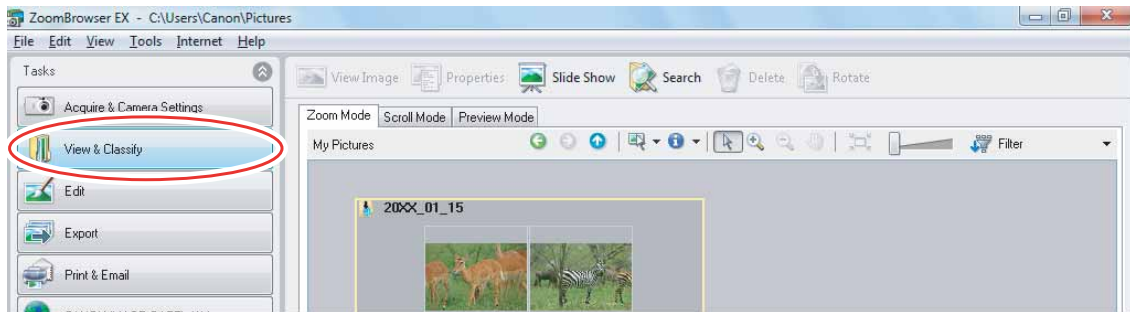 ZoomBrowser EX - C:\Users\Canon\Pictures
File Edit View Tools Internet Help
Tasks
View Image Properties Slide Show Search Delete Rotate
Acquire & Camera Settings
Zoom Mode Scroll Mode Preview Mode
View & Classify
My Pictures Filter
Edit
20XX_01_15
Export
Print & Email